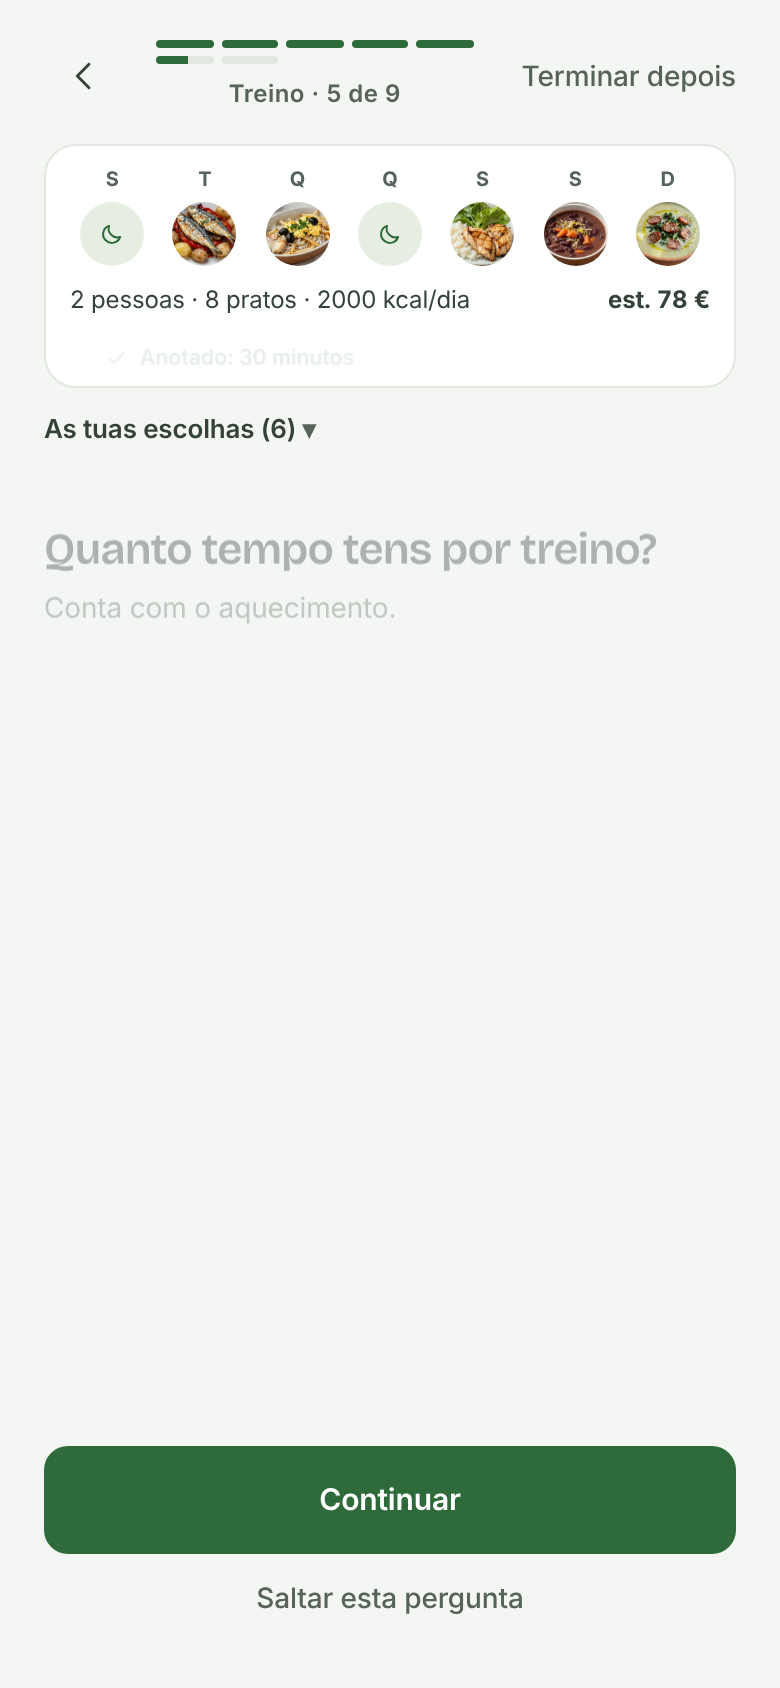 Treino · 5 de 9
Terminar depois
S T Q Q S S D
2 pessoas · 8 pratos · 2000 kcal/dia est. 78 €
Anotado: 30 minutos
As tuas escolhas (6) ▾
Quanto tempo tens por treino?
Conta com o aquecimento.
Continuar
Saltar esta pergunta